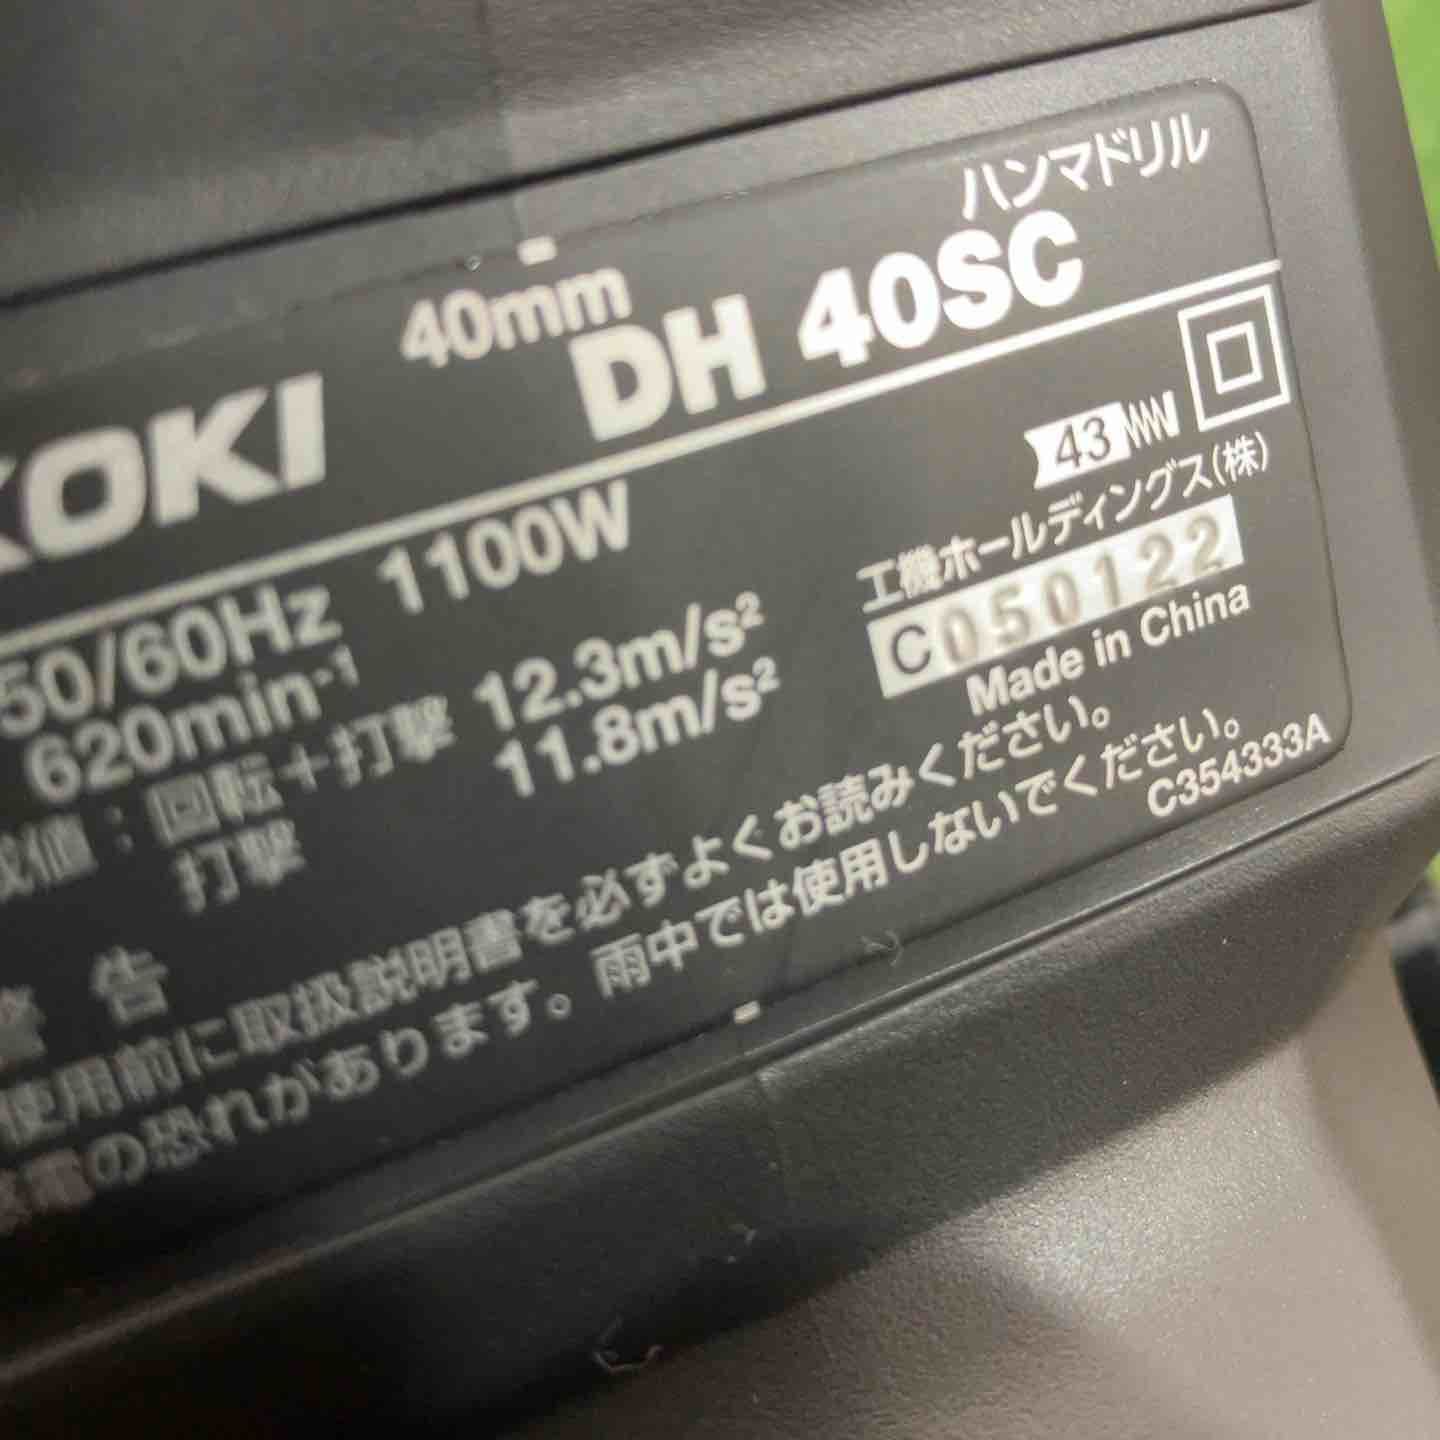 40mm ハンマドリル
KOKI DH 40SC
50/60Hz 1100W
43
620min-1
工機ホールディングス(株)
値：回転＋打撃 12.3m/s²
C050122
打撃 11.8m/s²
Made in China
警告
使用前に取扱説明書を必ずよくお読みください。
電の恐れがあります。雨中では使用しないでください。
C354333A